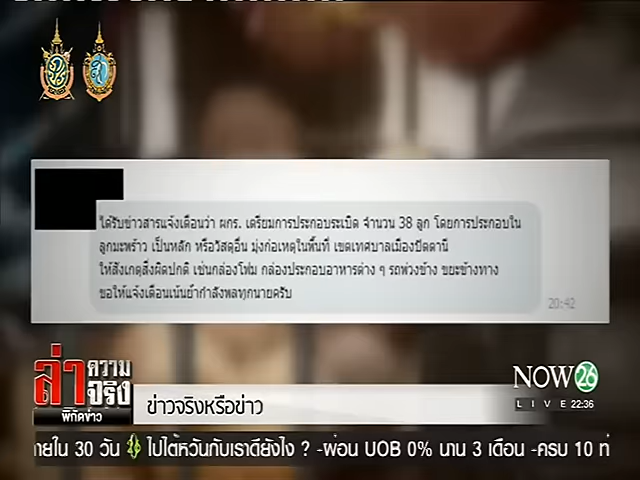 ได้รับข่าวสารแจ้งเตือนว่า ผกร. เตรียมการประกอบระเบิด จำนวน 38 ลูก โดยการประกอบใน
ลูกมะพร้าว เป็นหลัก หรือวัสดุอื่น มุ่งก่อเหตุในพื้นที่ เขตเทศบาลเมืองปัตตานี
ให้สังเกตุสิ่งผิดปกติ เช่นกล่องโฟม กล่องประกอบอาหารต่าง ๆ รถพ่วงข้าง ขยะข้างทาง
ขอให้แจ้งเตือนเน้นย้ำกำลังพลทุกนายครับ
20:42
ล่าความจริง
พิกัดข่าว
ข่าวจริงหรือข่าว
NOW26
LIVE 22:36
ายใน 30 วัน ไปไต้หวันกับเราดียังไง ? -ผ่อน UOB 0% นาน 3 เดือน -ครบ 10 ท